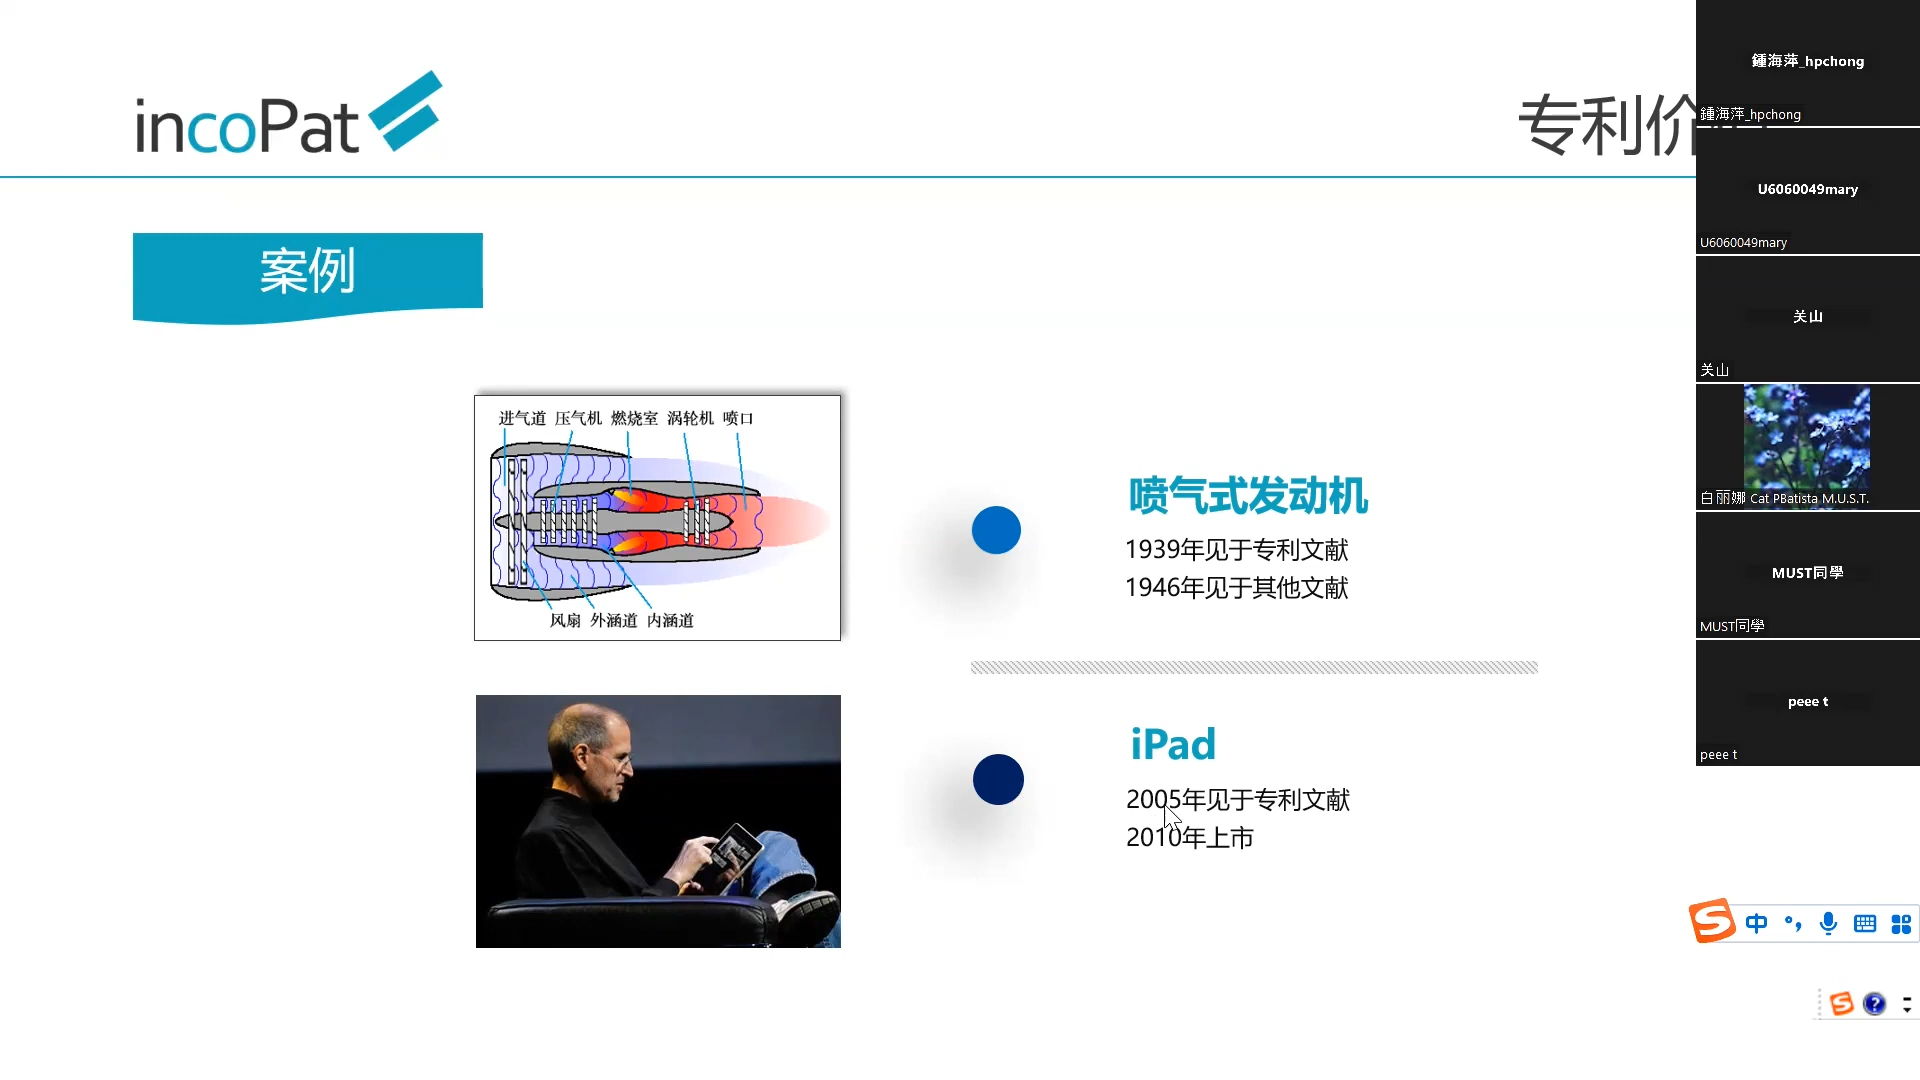 incoPat
专利价
案例
进气道 压气机 燃烧室 涡轮机 喷口
风扇 外涵道 内涵道
喷气式发动机
1939年见于专利文献
1946年见于其他文献
iPad
2005年见于专利文献
2010年上市
鍾海萍_hpchong
鍾海萍_hpchong
U6060049mary
U6060049mary
关山
关山
白丽娜 Cat PBatista M.U.S.T.
MUST同學
MUST同學
peee t
peee t
中